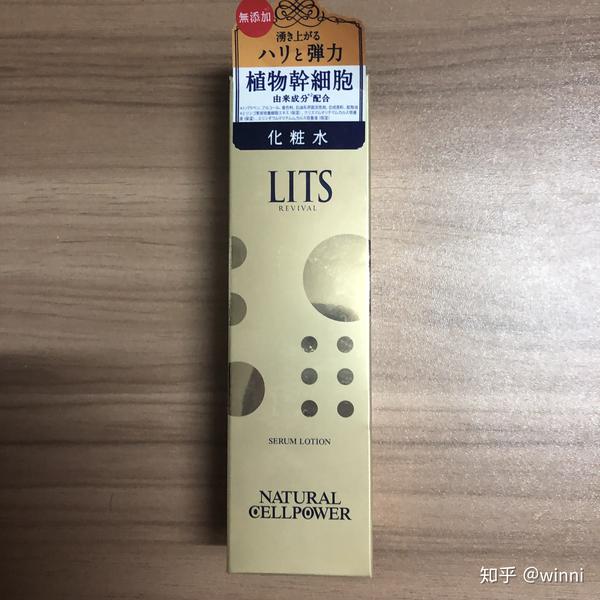 無添加
湧き上がる
ハリと弾力
植物幹細胞
由来成分*配合
化粧水
LITS
REVIVAL
SERUM LOTION
NATURAL
CELLPOWER
知乎 @winni